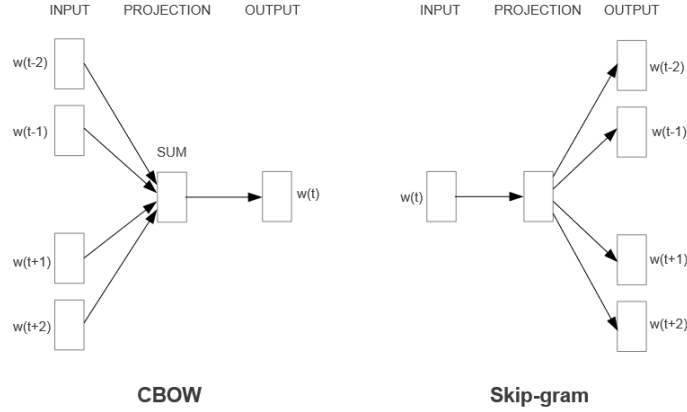 INPUT PROJECTION OUTPUT
w(t-2)
w(t-1)
SUM
w(t)
w(t+1)
w(t+2)
CBOW
INPUT PROJECTION OUTPUT
w(t-2)
w(t-1)
w(t)
w(t+1)
w(t+2)
Skip-gram